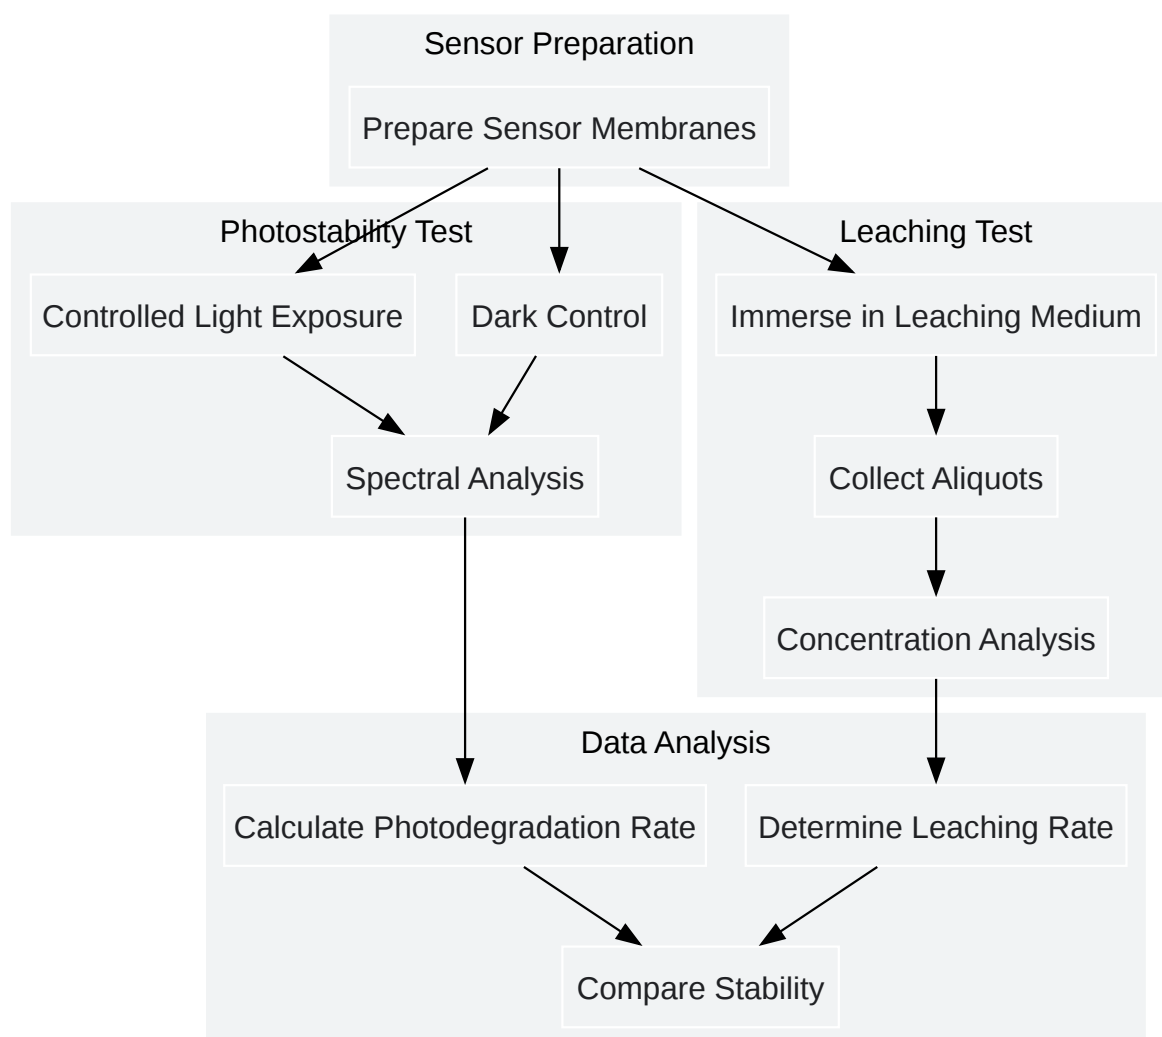 Sensor Preparation
Prepare Sensor Membranes
Photostability Test
Controlled Light Exposure
Dark Control
Spectral Analysis
Leaching Test
Immerse in Leaching Medium
Collect Aliquots
Concentration Analysis
Data Analysis
Calculate Photodegradation Rate
Determine Leaching Rate
Compare Stability